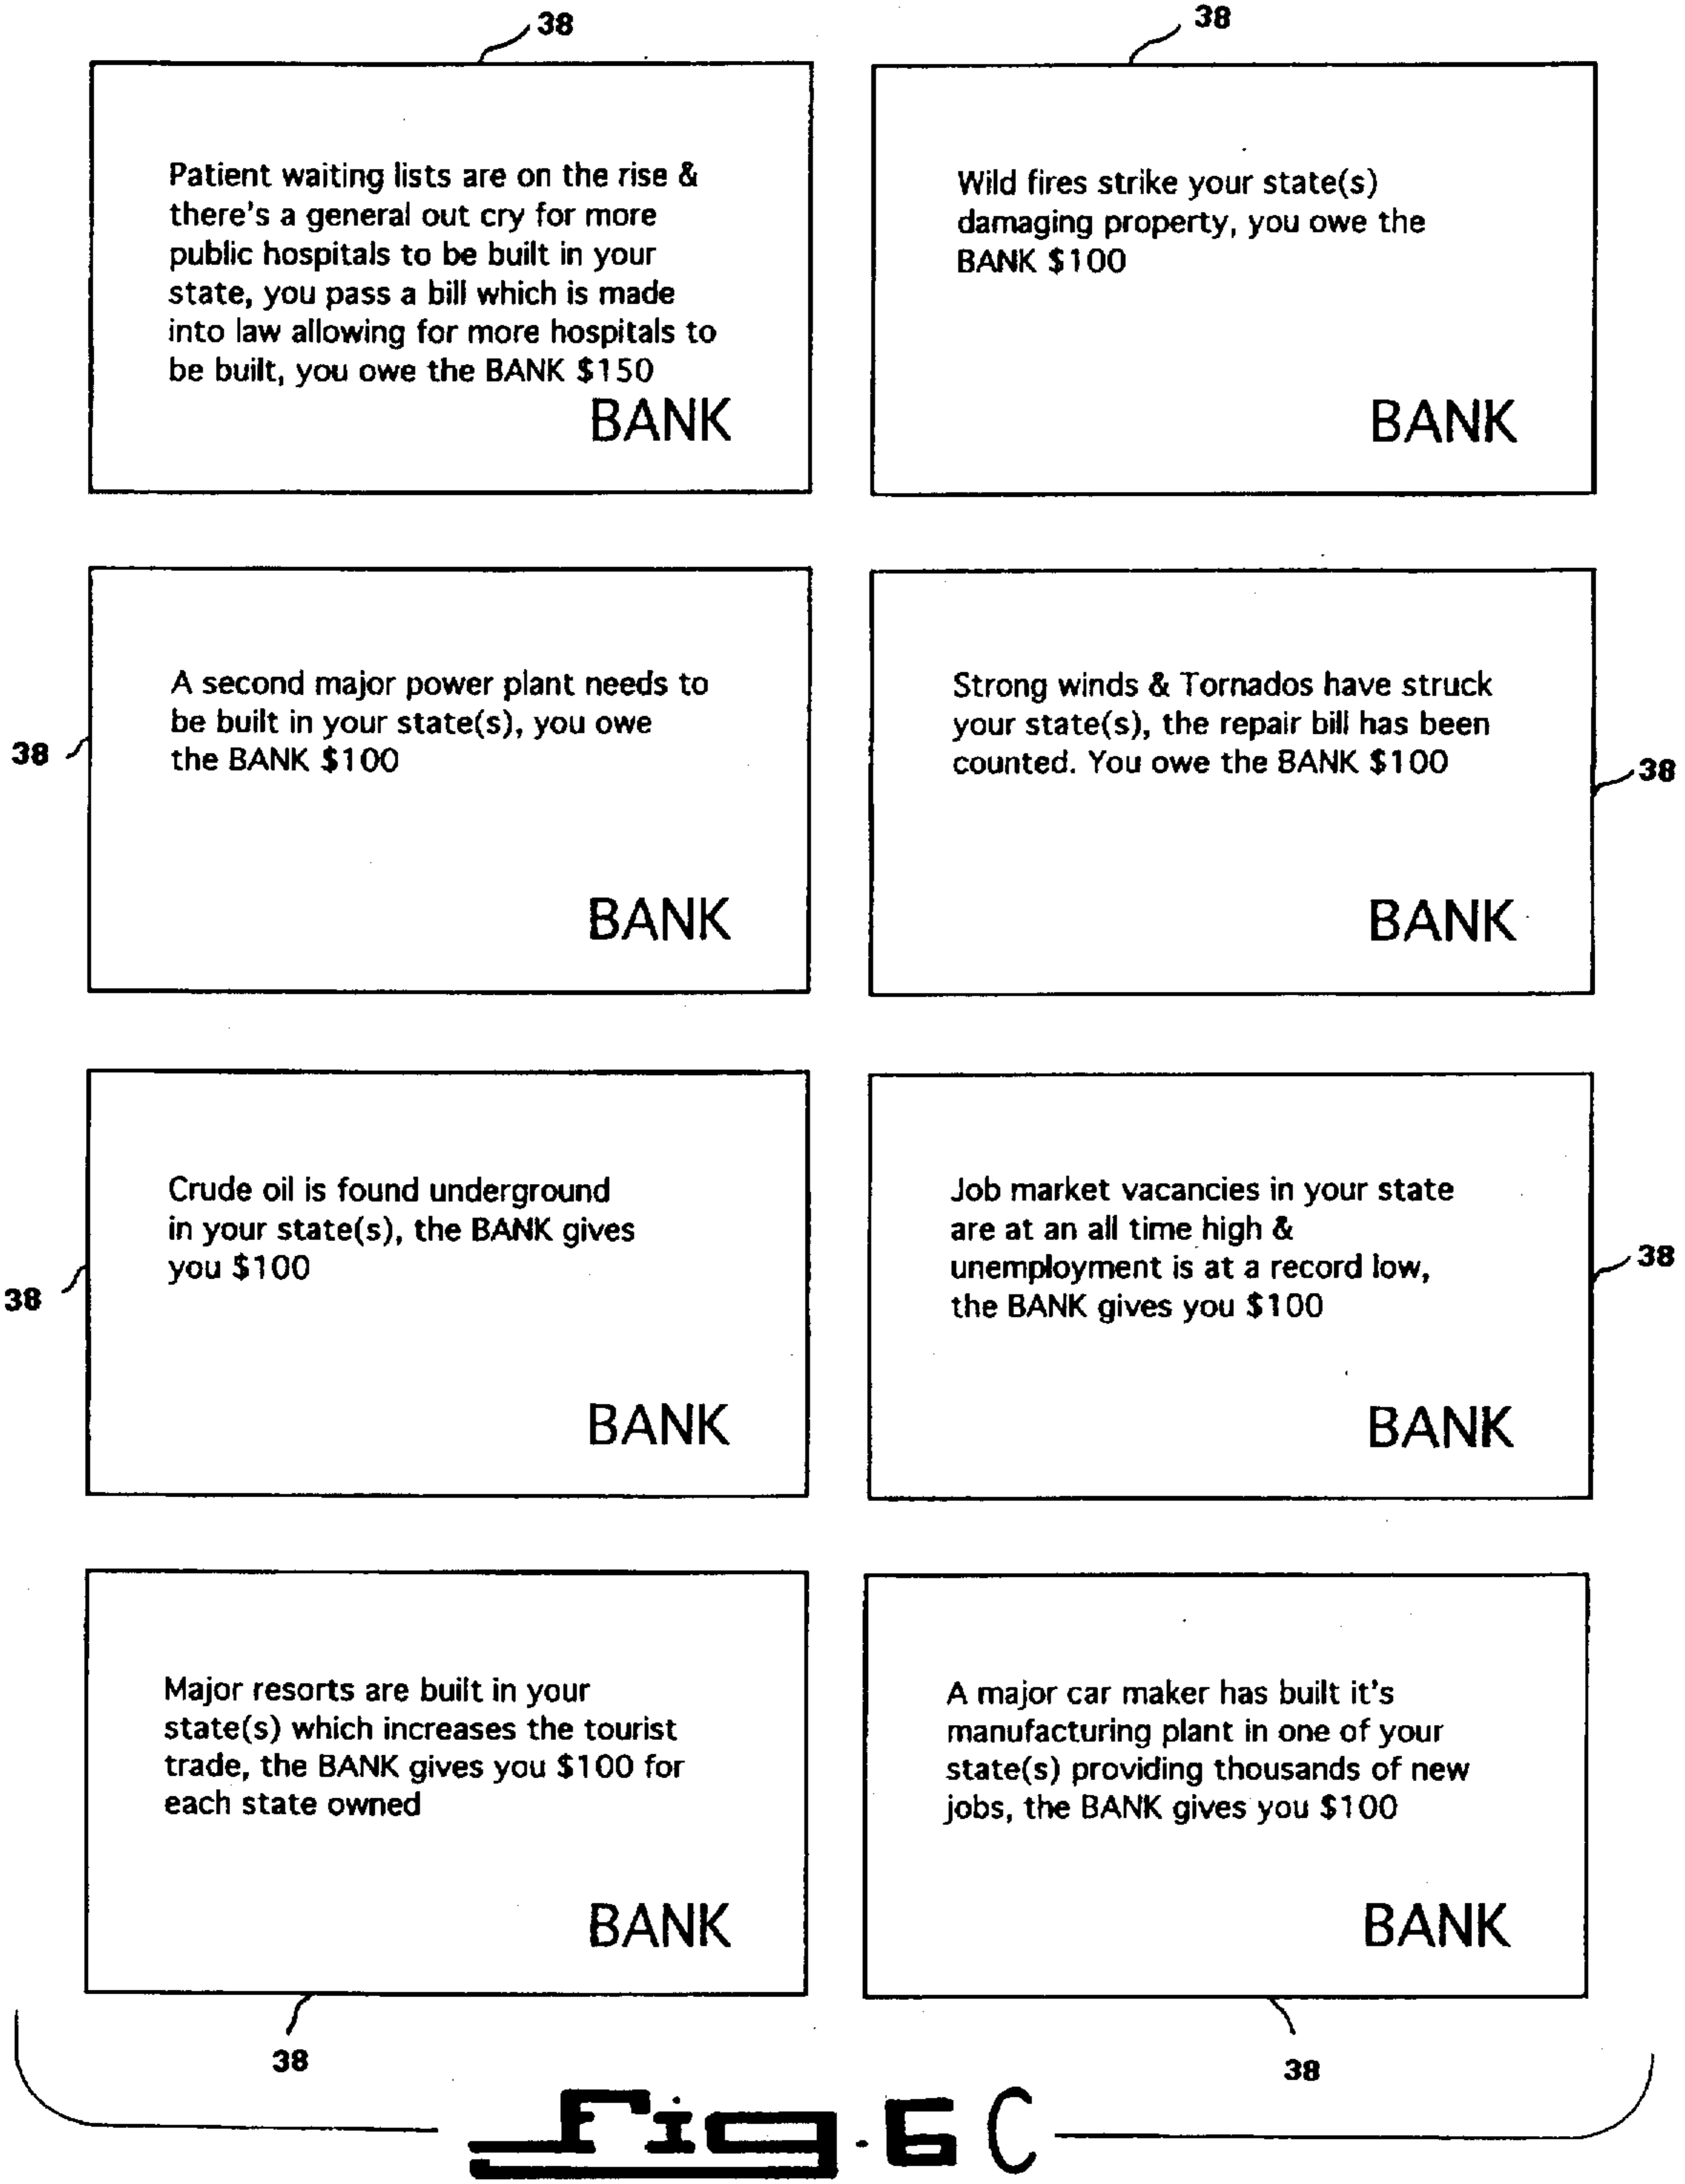 38
38
Patient waiting lists are on the rise &
there's a general out cry for more
public hospitals to be built in your
state, you pass a bill which is made
into law allowing for more hospitals to
be built, you owe the BANK $150
BANK
Wild fires strike your state(s)
damaging property, you owe the
BANK $100
BANK
38
A second major power plant needs to
be built in your state(s), you owe
the BANK $100
BANK
Strong winds & Tornados have struck
your state(s), the repair bill has been
counted. You owe the BANK $100
BANK
38
38
Crude oil is found underground
in your state(s), the BANK gives
you $100
BANK
Job market vacancies in your state
are at an all time high &
unemployment is at a record low,
the BANK gives you $100
BANK
38
Major resorts are built in your
state(s) which increases the tourist
trade, the BANK gives you $100 for
each state owned
BANK
38
A major car maker has built it's
manufacturing plant in one of your
state(s) providing thousands of new
jobs, the BANK gives you $100
BANK
38
Fig. 6C